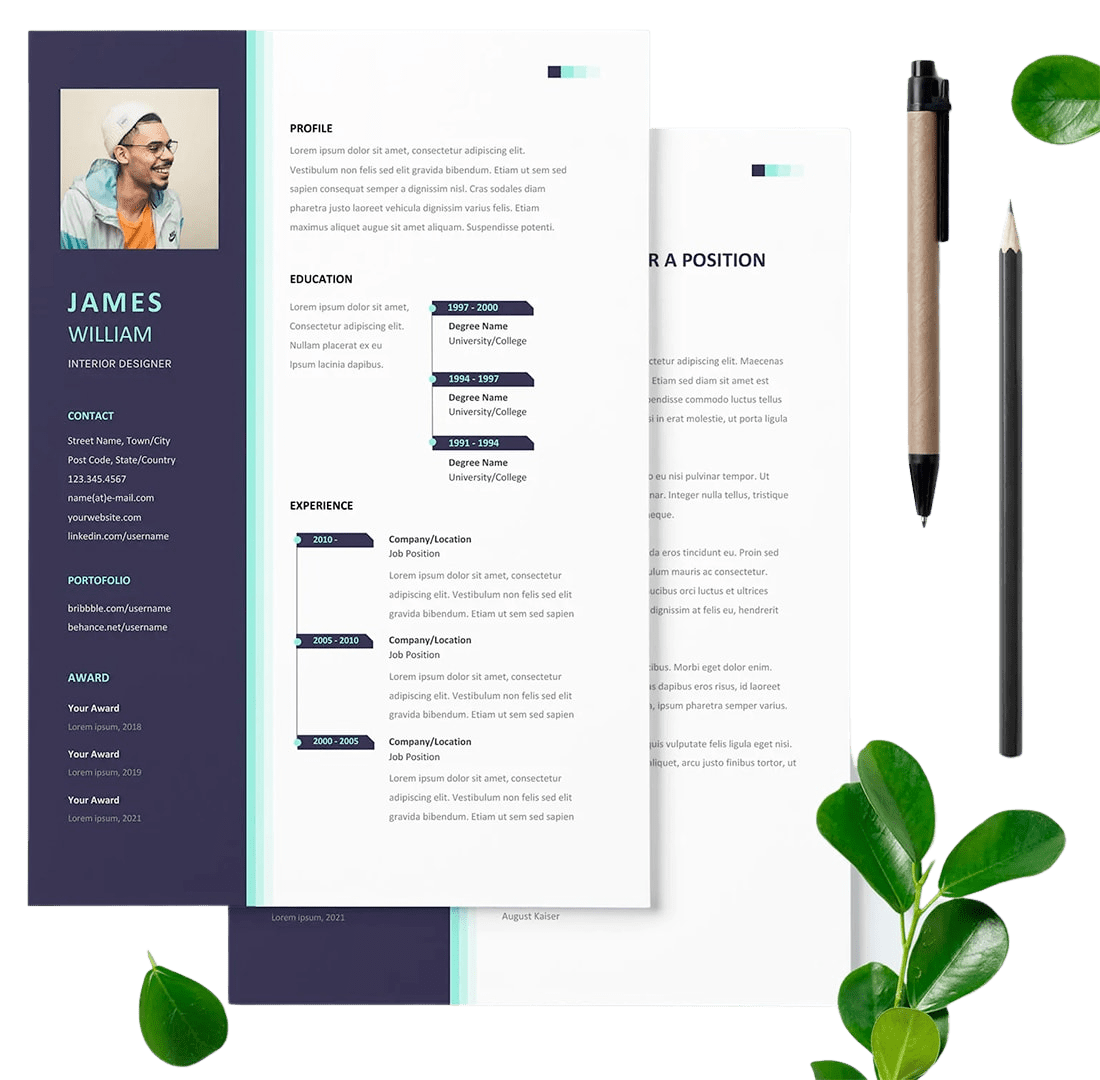 JAMES
WILLIAM
INTERIOR DESIGNER
CONTACT
Street Name, Town/City
Post Code, State/Country
123.345.4567
name(at)e-mail.com
yourwebsite.com
linkedin.com/username
PORTOFOLIO
bribbble.com/username
behance.net/username
AWARD
Your Award
Lorem ipsum, 2018
Your Award
Lorem ipsum, 2019
Your Award
Lorem ipsum, 2021
PROFILE
Lorem ipsum dolor sit amet, consectetur adipiscing elit.
Vestibulum non felis sed elit gravida bibendum. Etiam ut sem sed
sapien consequat semper a dignissim nisl. Cras sodales diam
pharetra justo laoreet vehicula dignissim varius felis. Etiam
maximus aliquet augue sit amet aliquam. Suspendisse potenti.
EDUCATION
Lorem ipsum dolor sit amet,
Consectetur adipiscing elit.
Nullam placerat ex eu
Ipsum lacinia dapibus.
1997 - 2000
Degree Name
University/College
1994 - 1997
Degree Name
University/College
1991 - 1994
Degree Name
University/College
EXPERIENCE
2010 -
Company/Location
Job Position
Lorem ipsum dolor sit amet, consectetur
adipiscing elit. Vestibulum non felis sed elit
gravida bibendum. Etiam ut sem sed sapien
2005 - 2010
Company/Location
Job Position
Lorem ipsum dolor sit amet, consectetur
adipiscing elit. Vestibulum non felis sed elit
gravida bibendum. Etiam ut sem sed sapien
2000 - 2005
Company/Location
Job Position
Lorem ipsum dolor sit amet, consectetur
adipiscing elit. Vestibulum non felis sed elit
gravida bibendum. Etiam ut sem sed sapien
R A POSITION
ctetur adipiscing elit. Maecenas
Etiam sed diam sit amet est
pendisse commodo luctus tellus
si in erat molestie, ut porta ligula
o eu nisi pulvinar tempor. Ut
nar. Integer nulla tellus, tristique
neque.
da eros tincidunt eu. Proin sed
ulum mauris ac consectetur.
aucibus orci luctus et ultrices
dignissim at felis eu, hendrerit
cibus. Morbi eget dolor enim.
as dapibus eros risus, id laoreet
a, ipsum pharetra semper varius.
quis vulputate felis ligula eget nisi.
aliquet, arcu justo finibus tortor, ut
Lorem ipsum, 2021
August Kaiser